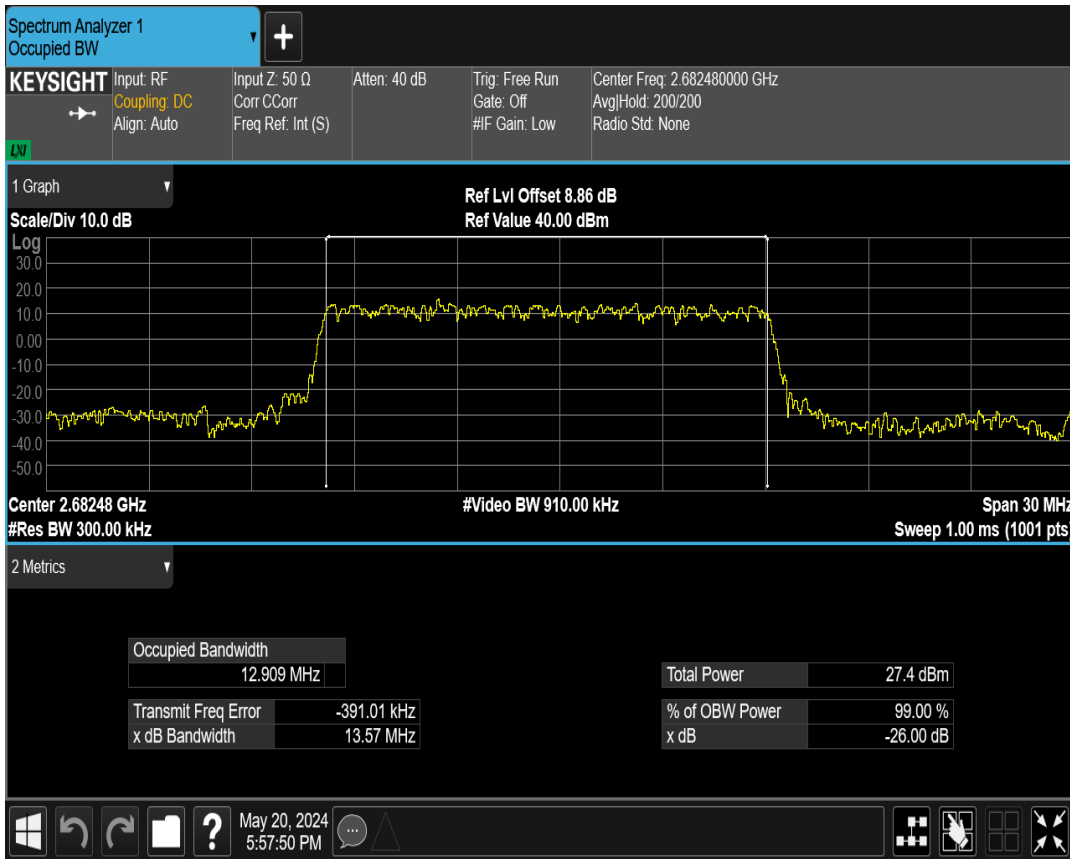 Spectrum Analyzer 1
Occupied BW
+
KEYSIGHT
LXI
Input: RF
Coupling: DC
Align: Auto
Input Z: 50 Ω
Corr CCorr
Freq Ref: Int (S)
Atten: 40 dB
Trig: Free Run
Gate: Off
#IF Gain: Low
Center Freq: 2.682480000 GHz
Avg|Hold: 200/200
Radio Std: None
1 Graph
Scale/Div 10.0 dB
Ref Lvl Offset 8.86 dB
Ref Value 40.00 dBm
Log
30.0
20.0
10.0
0.00
-10.0
-20.0
-30.0
-40.0
-50.0
Center 2.68248 GHz
#Video BW 910.00 kHz
Span 30 MHz
#Res BW 300.00 kHz
Sweep 1.00 ms (1001 pts)
2 Metrics
Occupied Bandwidth
12.909 MHz
Total Power 27.4 dBm
Transmit Freq Error -391.01 kHz
% of OBW Power 99.00 %
x dB Bandwidth 13.57 MHz
x dB -26.00 dB
?
May 20, 2024
5:57:50 PM